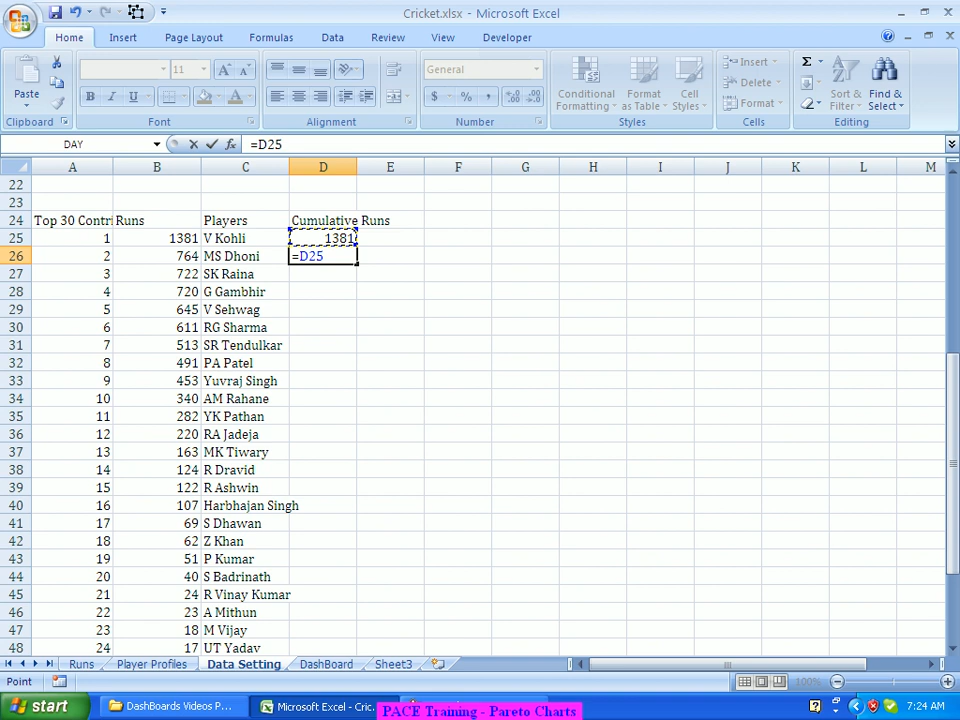 Cricket.xlsx - Microsoft Excel
Home Insert Page Layout Formulas Data Review View Developer
Paste 11 General Conditional Formatting Format as Table Cell Styles Insert Delete Format Sort & Filter Find & Select
Clipboard Font Alignment Number Styles Cells Editing
DAY =D25
A B C D E F G H I J K L M
22
23
24 Top 30 Contri Runs Players Cumulative Runs
25 1 1381 V Kohli 1381
26 2 764 MS Dhoni =D25
27 3 722 SK Raina
28 4 720 G Gambhir
29 5 645 V Sehwag
30 6 611 RG Sharma
31 7 513 SR Tendulkar
32 8 491 PA Patel
33 9 453 Yuvraj Singh
34 10 340 AM Rahane
35 11 282 YK Pathan
36 12 220 RA Jadeja
37 13 163 MK Tiwary
38 14 124 R Dravid
39 15 122 R Ashwin
40 16 107 Harbhajan Singh
41 17 69 S Dhawan
42 18 62 Z Khan
43 19 51 P Kumar
44 20 40 S Badrinath
45 21 24 R Vinay Kumar
46 22 23 A Mithun
47 23 18 M Vijay
48 24 17 UT Yadav
Runs Player Profiles Data Setting DashBoard Sheet3
Point 100%
start DashBoards Videos P... Microsoft Excel - Cric... PACE Training - Pareto Charts 7:24 AM